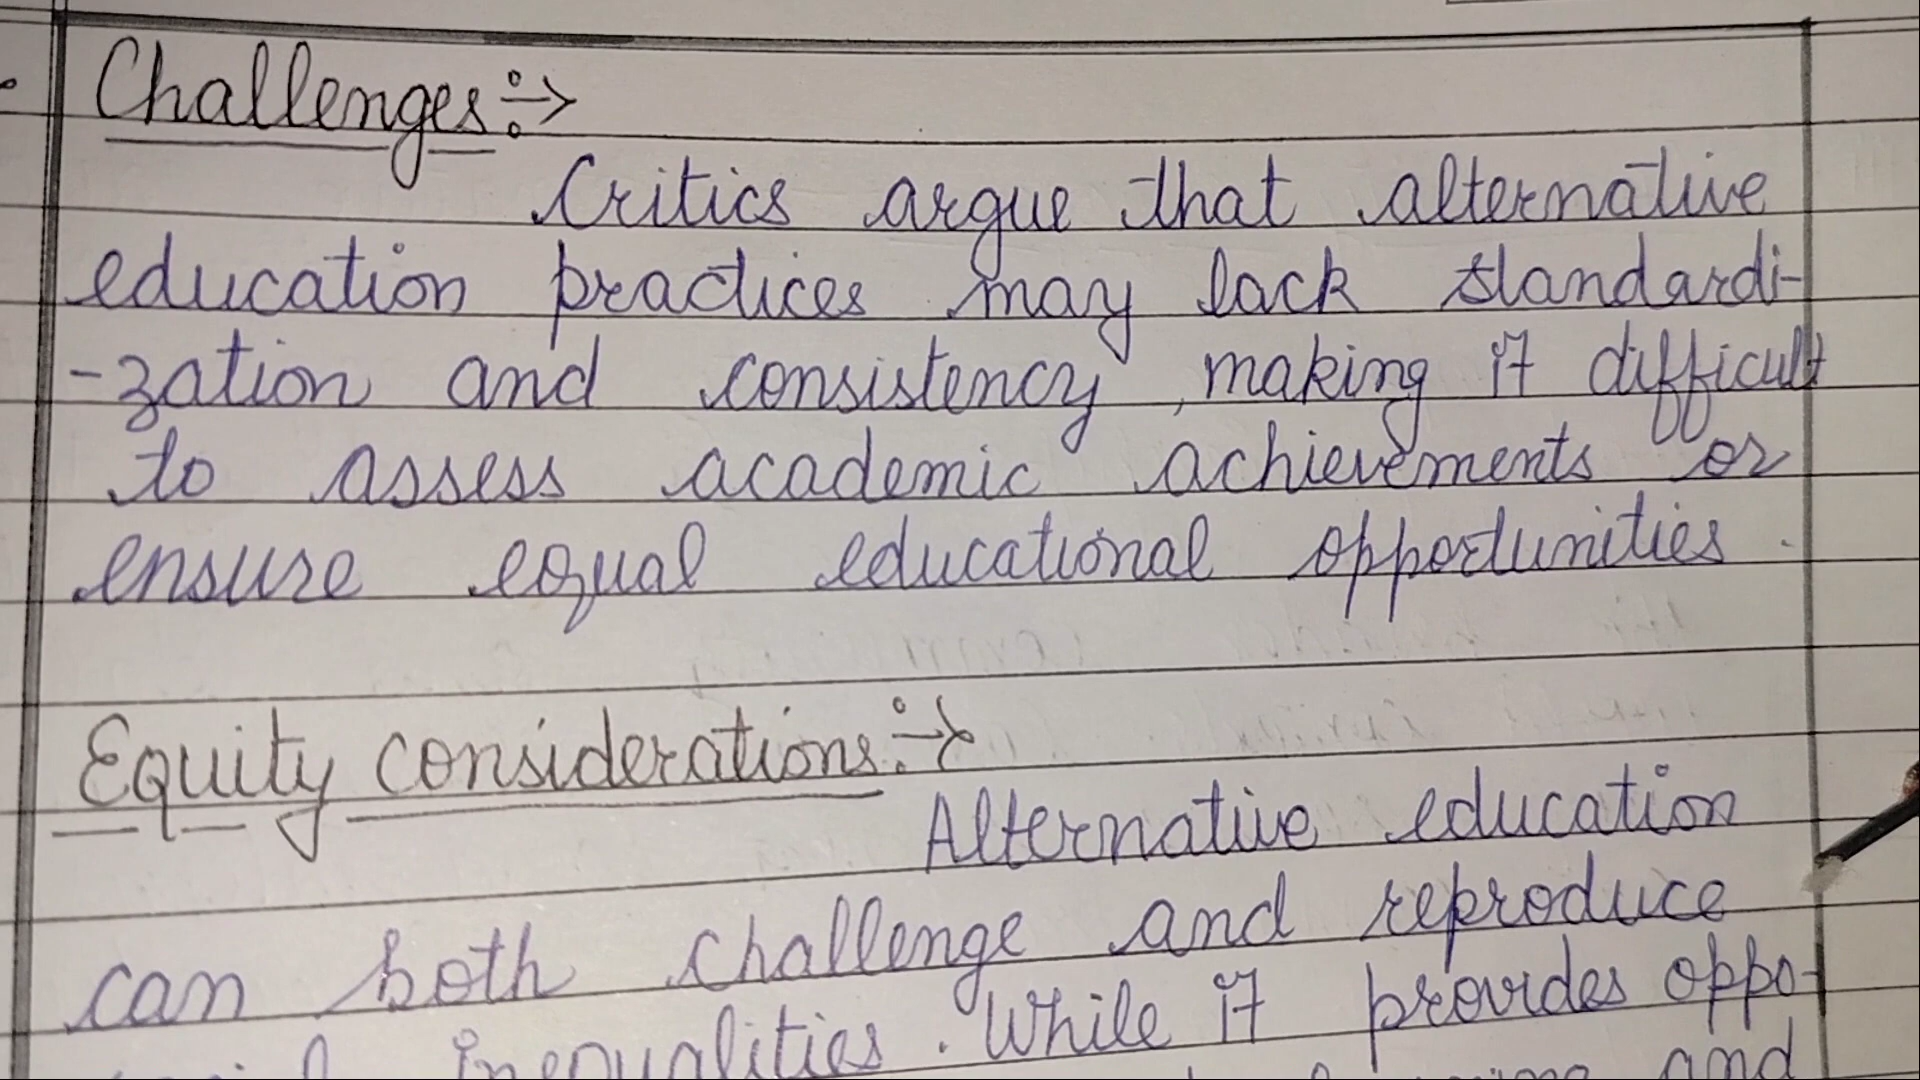 Challenges:->
Critics argue that alternative
education practices may lack standardi-
-zation and consistency, making it difficult
to assess academic achievements or
ensure equal educational opportunities.
Equity considerations:->
Alternative education
can both challenge and reproduce
inequalities. While it provides oppo-
and